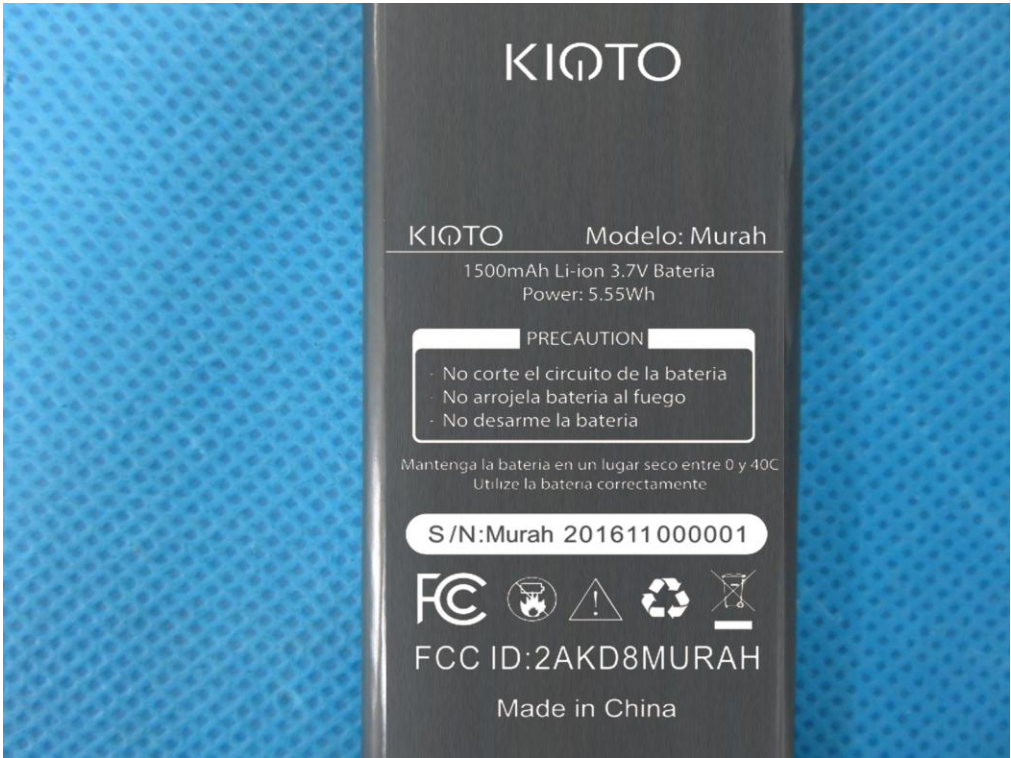 KIOTO
KIOTO Modelo: Murah
1500mAh Li-ion 3.7V Bateria
Power: 5.55Wh
PRECAUTION
- No corte el circuito de la bateria
- No arrojela bateria al fuego
- No desarme la bateria
Mantenga la bateria en un lugar seco entre 0 y 40C
Utilize la bateria correctamente
S/N:Murah 201611000001
FC
FCC ID:2AKD8MURAH
Made in China